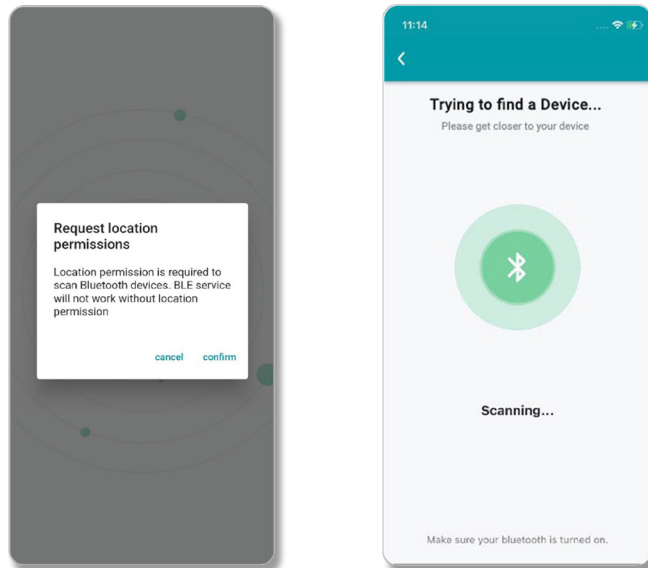 Request location
permissions
Location permission is required to
scan Bluetooth devices. BLE service
will not work without location
permission
cancel confirm
11:14
Trying to find a Device...
Please get closer to your device
Scanning...
Make sure your bluetooth is turned on.